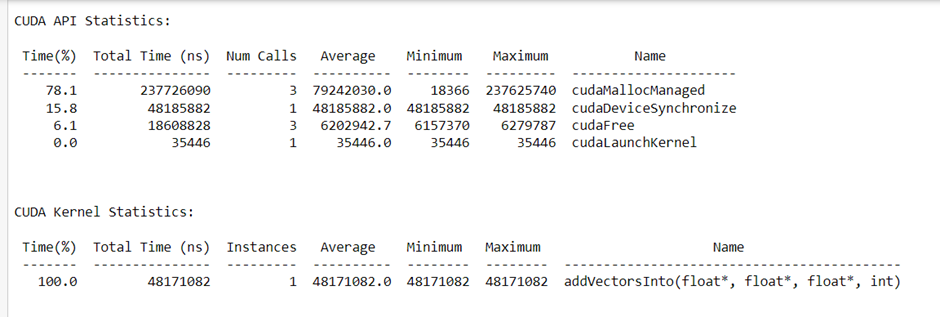 CUDA API Statistics:
Time(%)  Total Time (ns)  Num Calls   Average    Minimum    Maximum            Name
-------  ---------------  ---------  ----------  --------  ---------  ---------------------
   78.1        237726090          3  79242030.0     18366  237625740  cudaMallocManaged
   15.8         48185882          1  48185882.0  48185882   48185882  cudaDeviceSynchronize
    6.1         18608828          3   6202942.7   6157370    6279787  cudaFree
    0.0            35446          1     35446.0     35446      35446  cudaLaunchKernel
CUDA Kernel Statistics:
Time(%)  Total Time (ns)  Instances   Average    Minimum   Maximum                       Name
-------  ---------------  ---------  ----------  --------  --------  -------------------------------------------
  100.0         48171082          1  48171082.0  48171082  48171082  addVectorsInto(float*, float*, float*, int)